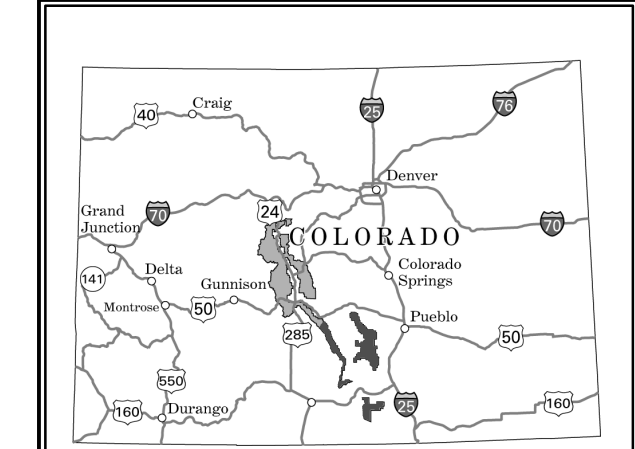 Craig
40
25
76
Denver
24
Grand
Junction
70
COLORADO
70
141
Delta
Gunnison
Colorado
Springs
Montrose
50
Pueblo
285
50
550
160
Durango
25
160